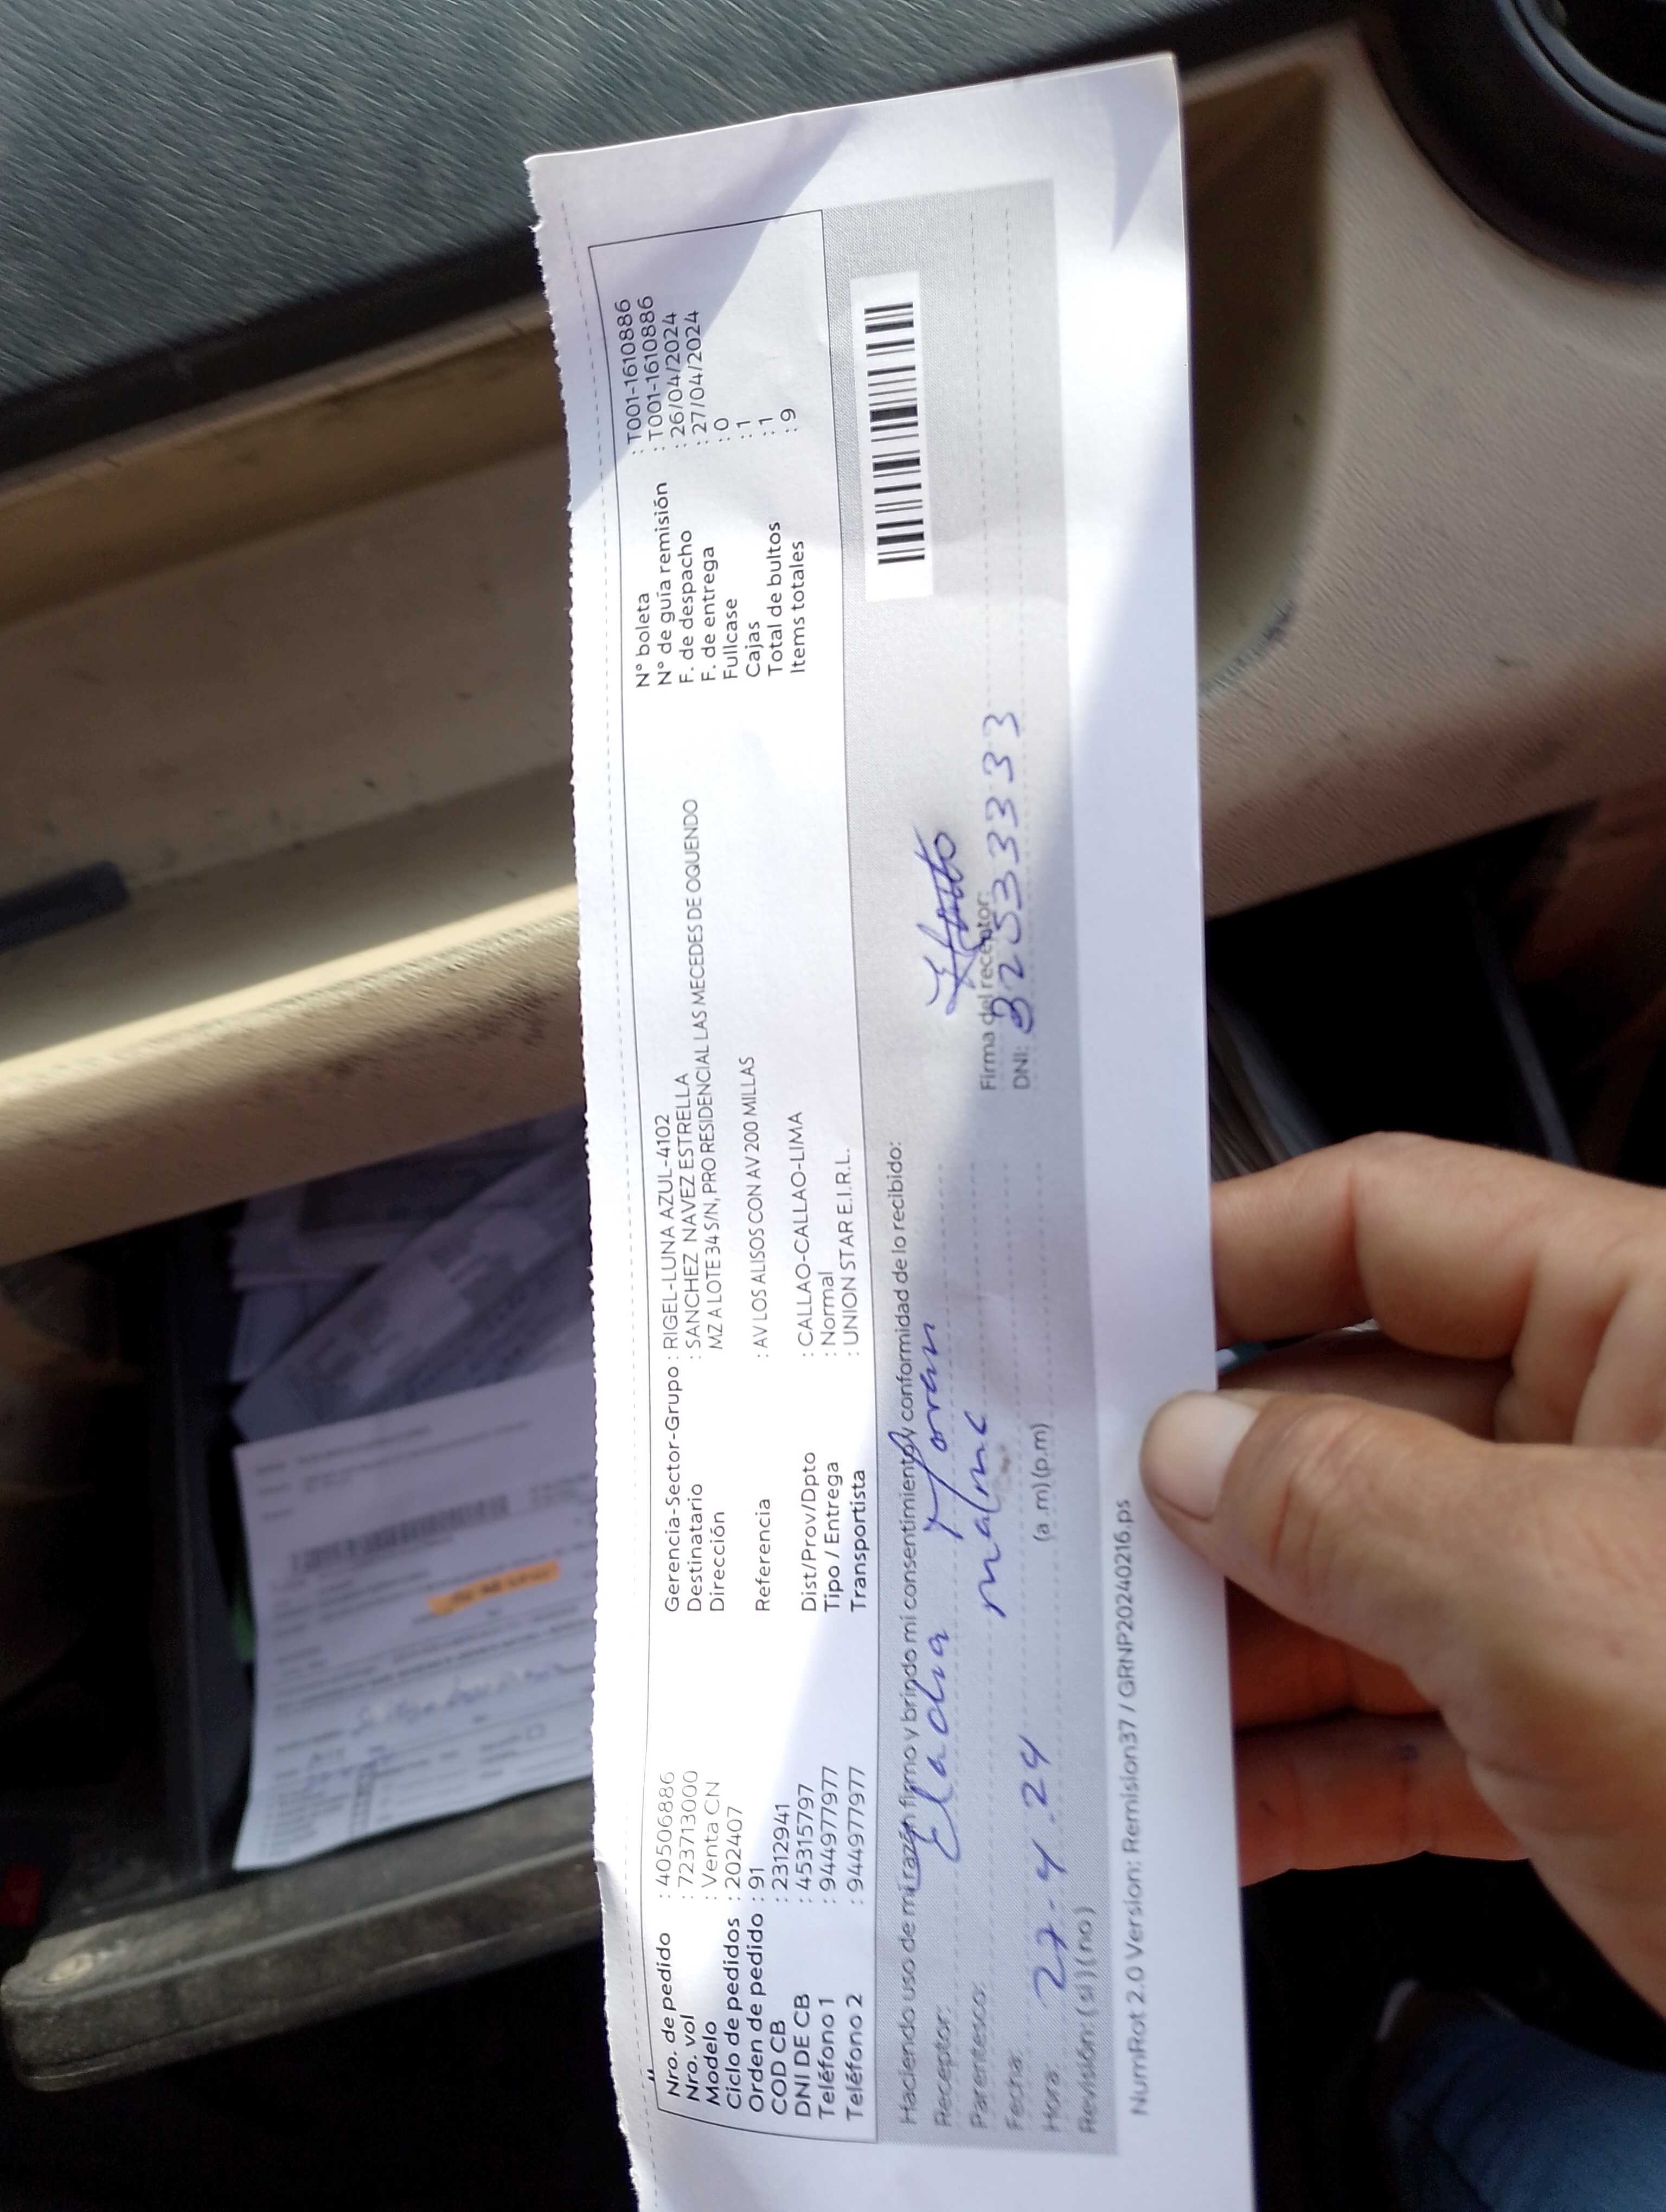 Nro. de pedido : 40506886
Nro. vol : 723713000
Modelo : Venta CN
Ciclo de pedidos : 202407
Orden de pedido : 91
COD CB : 2312941
DNI DE CB : 45315797
Teléfono 1 : 944977977
Teléfono 2 : 944977977
Gerencia-Sector-Grupo : RIGEL-LUNA AZUL-4102
Destinatario : SANCHEZ NAVEZ ESTRELLA
Dirección MZ A LOTE 34 S/N, PRO RESIDENCIAL LAS MECEDES DE OQUENDO
Referencia : AV LOS ALISOS CON AV 200 MILLAS
Dist/Prov/Dpto : CALLAO-CALLAO-LIMA
Tipo / Entrega : Normal
Transportista : UNION STAR E.I.R.L.
N° boleta : T001-1610886
N° de guía remisión : T001-1610886
F. de despacho : 26/04/2024
F. de entrega : 27/04/2024
Fullcase : 0
Cajas : 1
Total de bultos : 1
Items totales : 9
Haciendo uso de mi razón firmo y brindo mi consentimiento y conformidad de lo recibido:
Receptor: Eladia Moran
Parentesco: mama
Fecha: 27.4.24
Hora: (a.m) (p.m)
Revisión: (si) (no)
Firma del receptor:
DNI: 32533333
NumRot 2.0 Version: Remision37 / GRNP20240216.ps